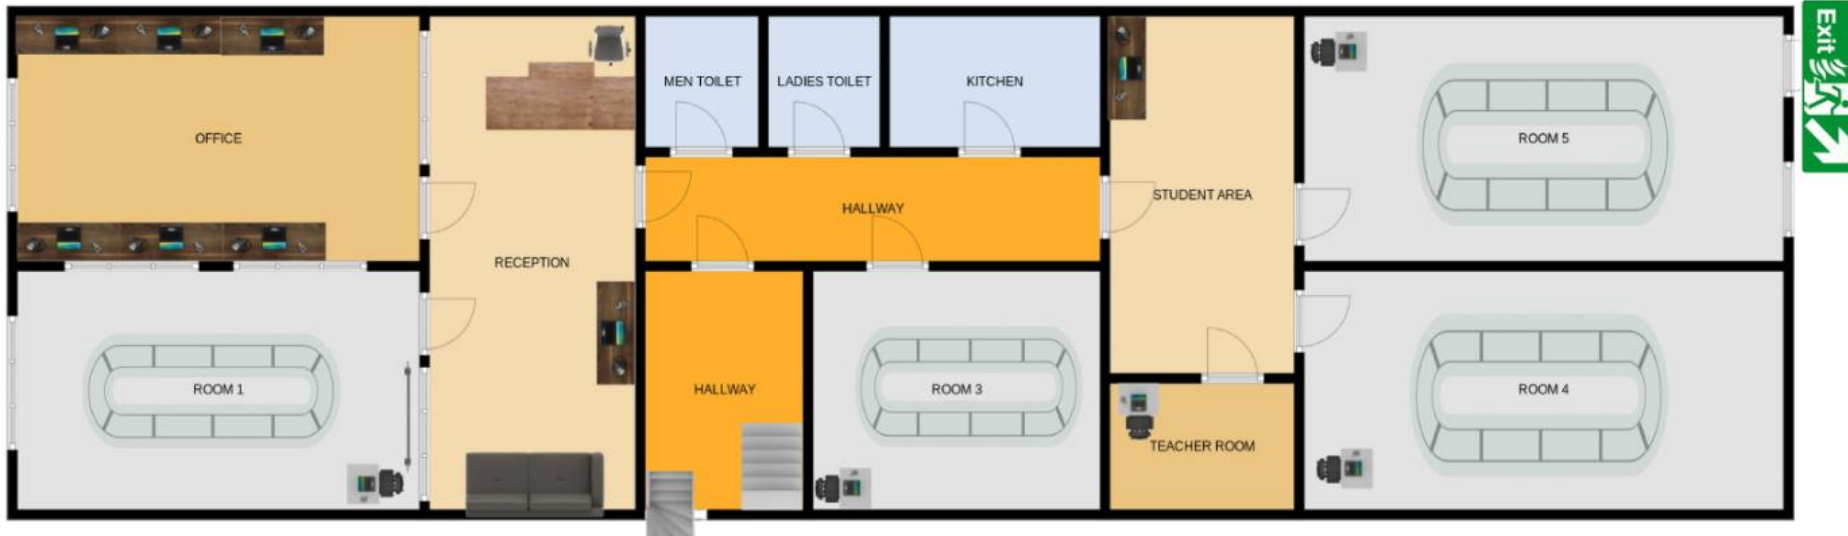 Exit
MEN TOILET
LADIES TOILET
KITCHEN
OFFICE
ROOM 5
STUDENT AREA
HALLWAY
RECEPTION
ROOM 1
HALLWAY
ROOM 3
ROOM 4
TEACHER ROOM